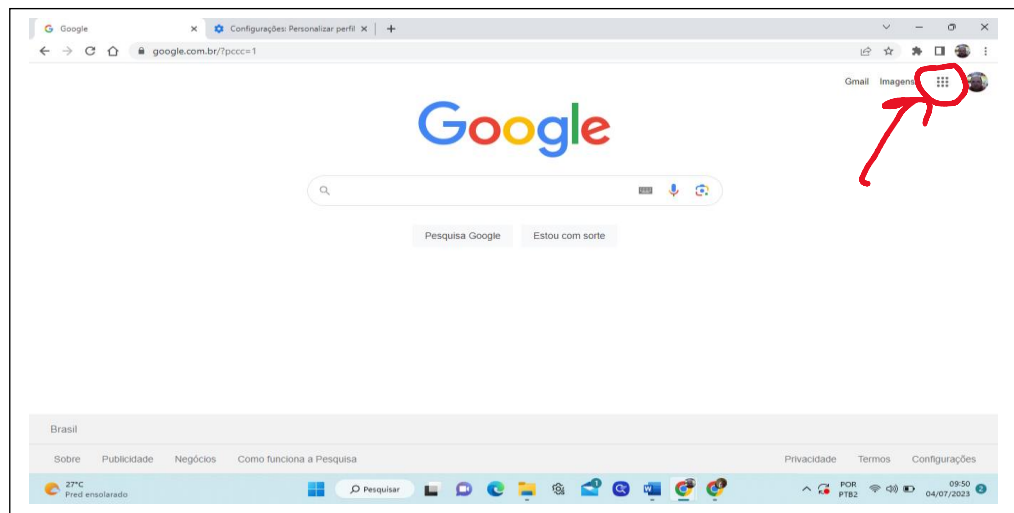 Google
Configurações: Personalizar perfil
google.com.br/?pccc=1
Gmail Imagens
Google
Pesquisa Google Estou com sorte
Brasil
Sobre Publicidade Negócios Como funciona a Pesquisa Privacidade Termos Configurações
27°C
Pred ensolarado
Pesquisar
POR
PTB2
09:50
04/07/2023
2